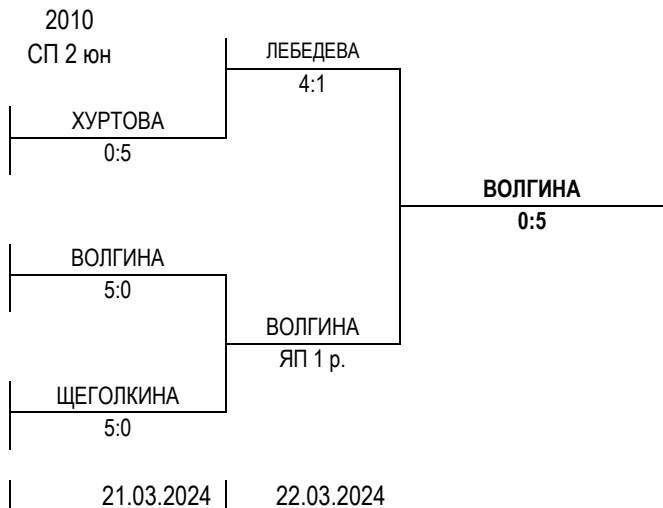 2010
СП 2 юн
ЛЕБЕДЕВА
4:1
ХУРТОВА
0:5
ВОЛГИНА
0:5
ВОЛГИНА
5:0
ВОЛГИНА
ЯП 1 р.
ЩЕГОЛКИНА
5:0
21.03.2024 22.03.2024